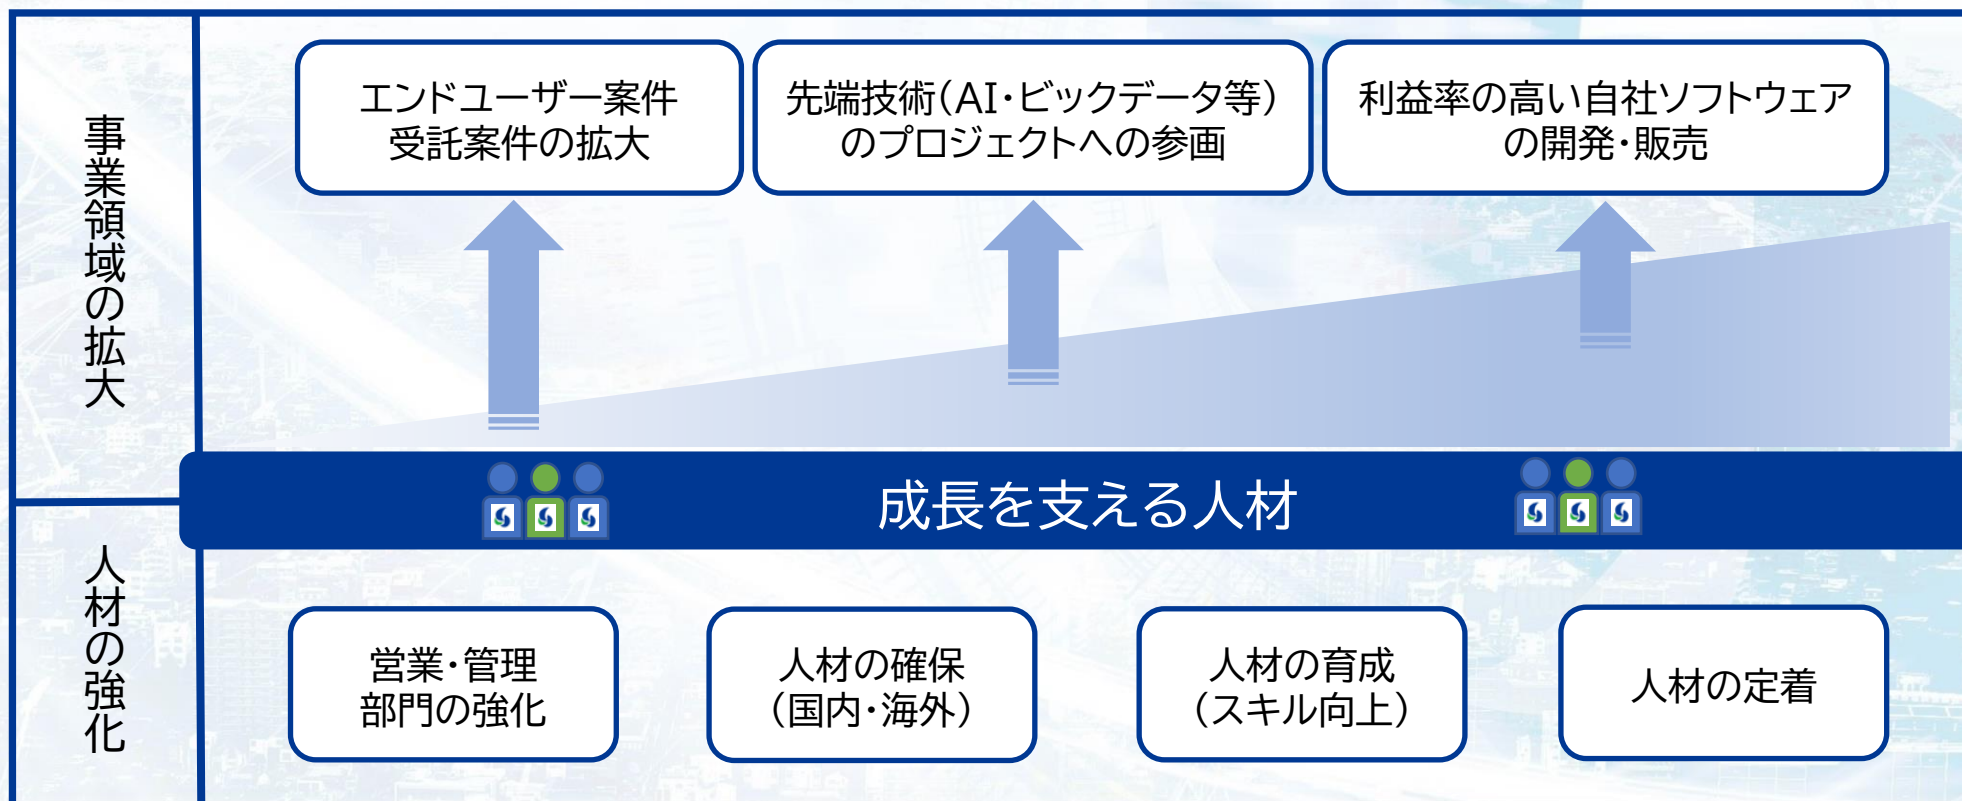 事業領域の拡大
エンドユーザー案件
受託案件の拡大
先端技術(AI・ビックデータ等)
のプロジェクトへの参画
利益率の高い自社ソフトウェア
の開発・販売
成長を支える人材
人材の強化
営業・管理
部門の強化
人材の確保
(国内・海外)
人材の育成
(スキル向上)
人材の定着